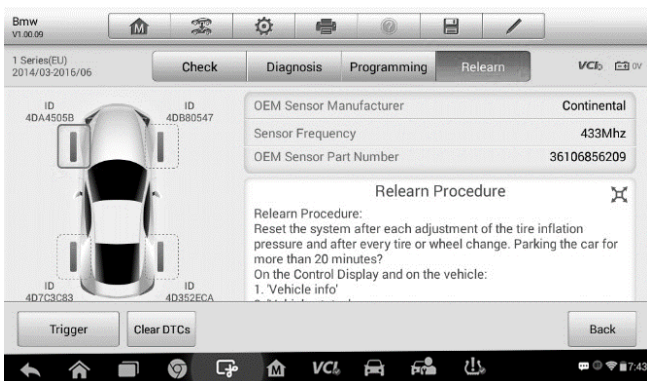 Bmw
V1.00.09
1 Series(EU)
2014/03-2016/06
Check
Diagnosis
Programming
Relearn
VCI
0V
ID
4DA4505B
ID
4DB80547
ID
4D7C3C83
ID
4D352ECA
OEM Sensor Manufacturer Continental
Sensor Frequency 433Mhz
OEM Sensor Part Number 36106856209
Relearn Procedure
Relearn Procedure:
Reset the system after each adjustment of the tire inflation
pressure and after every tire or wheel change. Parking the car for
more than 20 minutes?
On the Control Display and on the vehicle:
1. 'Vehicle info'
Trigger
Clear DTCs
Back
M
VCI
7:43